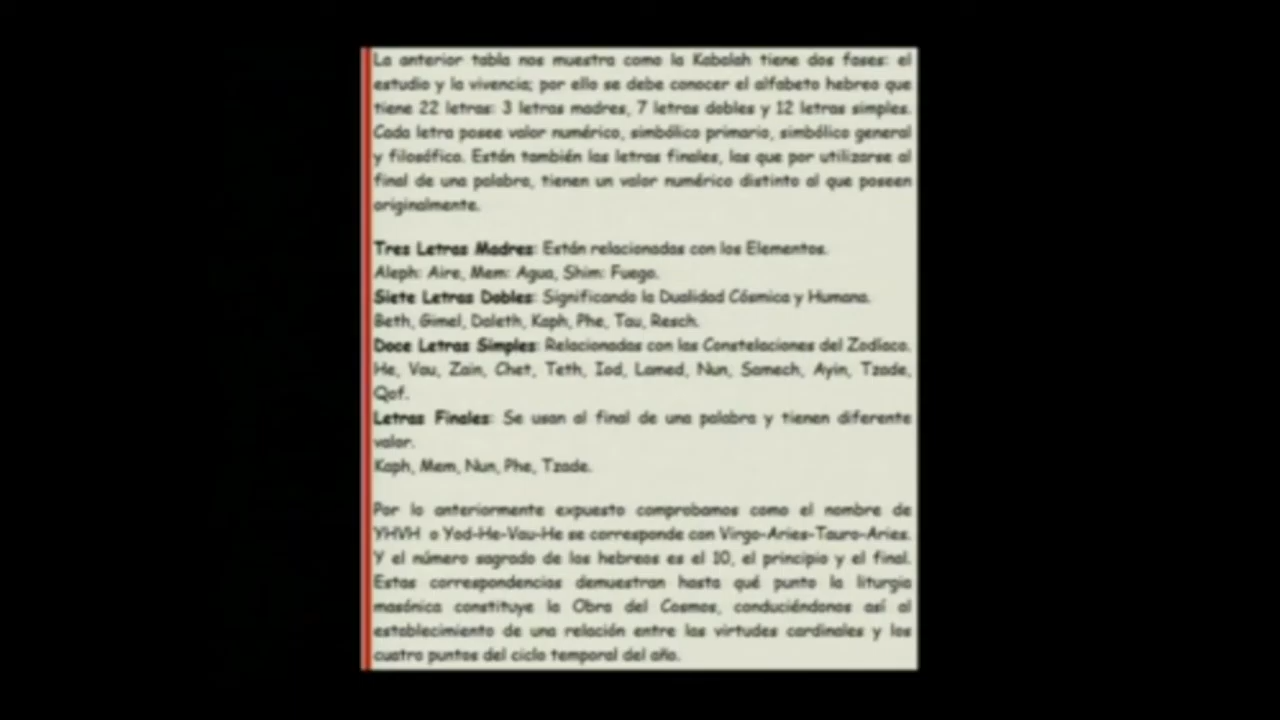 La anterior tabla nos muestra como la Kabalah tiene dos fases: el
estudio y la vivencia; por ello se debe conocer el alfabeto hebreo que
tiene 22 letras: 3 letras madres, 7 letras dobles y 12 letras simples.
Cada letra posee valor numérico, simbólico primario, simbólico general
y filosófico. Están también las letras finales, las que por utilizarse al
final de una palabra, tienen un valor numérico distinto al que poseen
originalmente.
Tres Letras Madres: Están relacionadas con los Elementos.
Aleph: Aire, Mem: Agua, Shim: Fuego.
Siete Letras Dobles: Significando la Dualidad Cósmica y Humana.
Beth, Gimel, Daleth, Kaph, Phe, Tau, Resch.
Doce Letras Simples: Relacionadas con las Constelaciones del Zodíaco.
He, Vau, Zain, Chet, Teth, Iod, Lamed, Nun, Samech, Ayin, Tzade,
Qof.
Letras Finales: Se usan al final de una palabra y tienen diferente
valor.
Kaph, Mem, Nun, Phe, Tzade.
Por lo anteriormente expuesto comprobamos como el nombre de
YHVH o Yod-He-Vau-He se corresponde con Virgo-Aries-Tauro-Aries.
Y el número sagrado de los hebreos es el 10, el principio y el final.
Estas correspondencias demuestran hasta qué punto la liturgia
masónica constituye la Obra del Cosmos, conduciéndonos así al
establecimiento de una relación entre las virtudes cardinales y los
cuatro puntos del ciclo temporal del año.